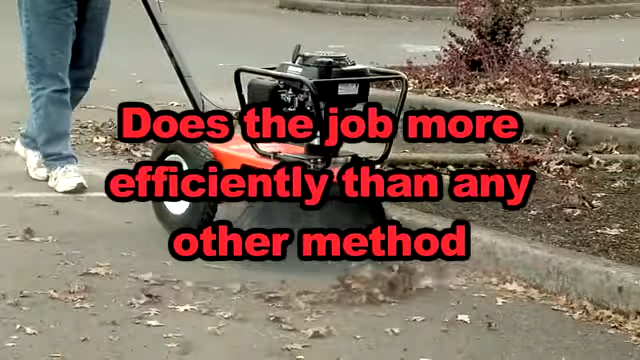 Does the job more
efficiently than any
other method